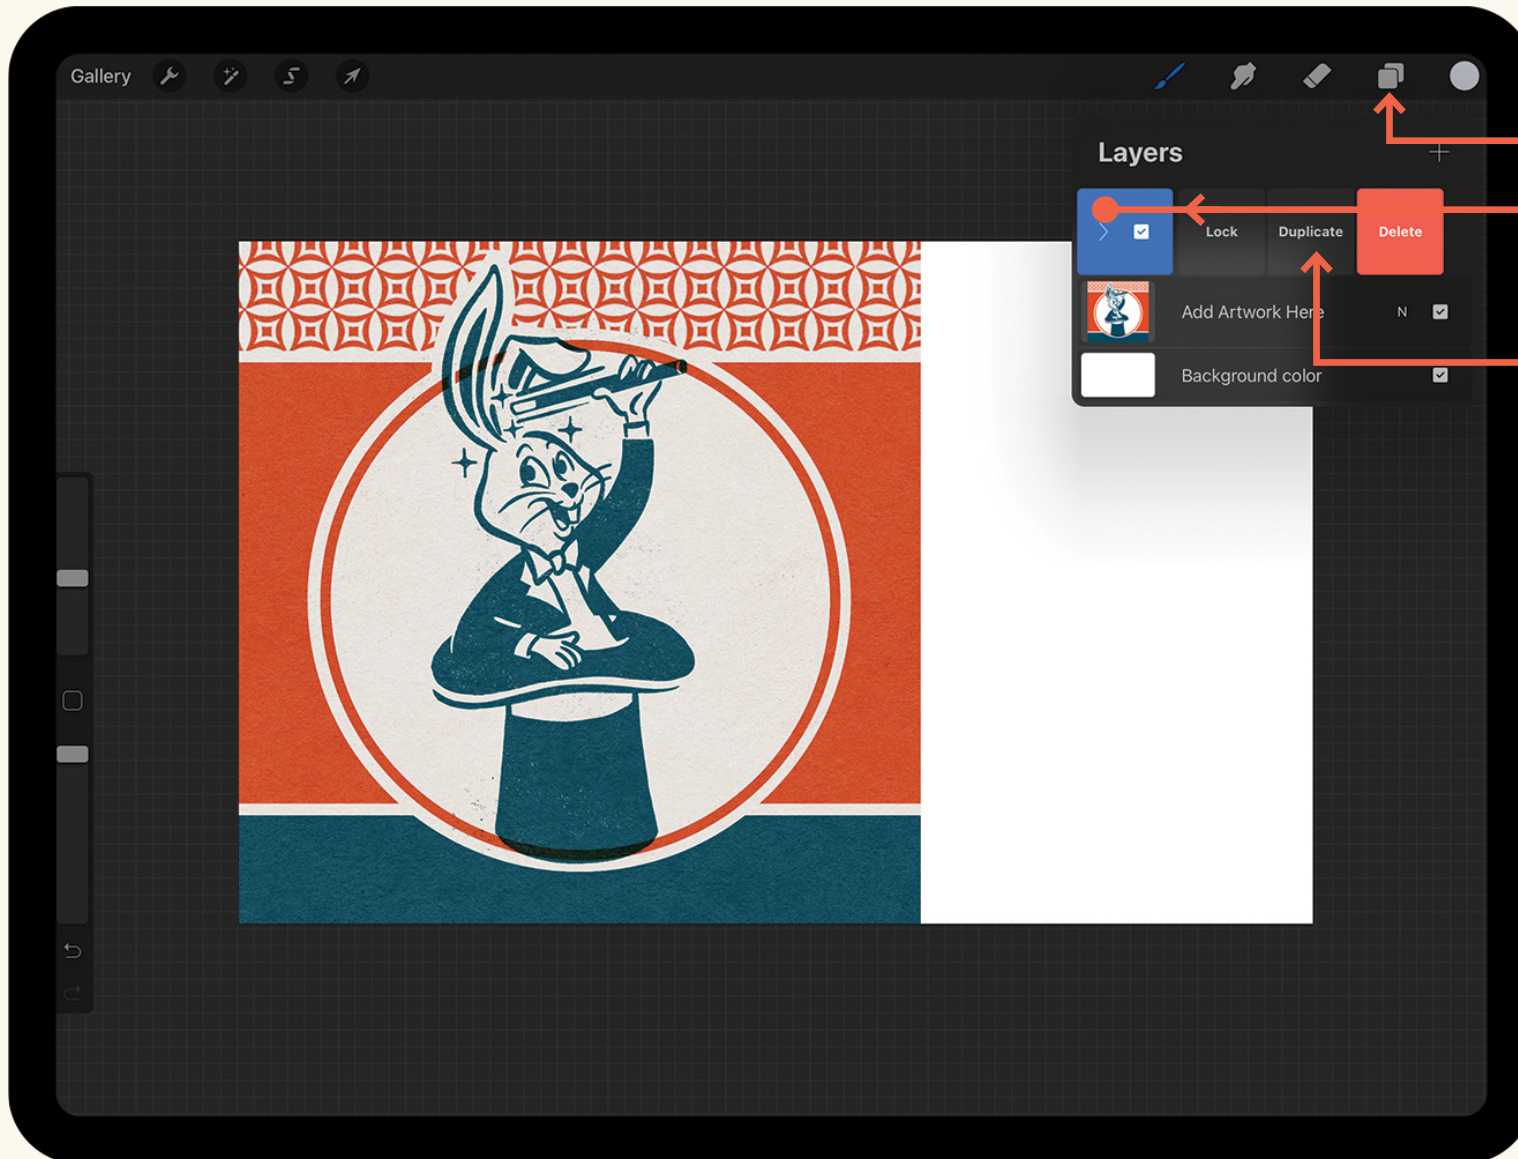 Gallery
Layers
Lock Duplicate Delete
Add Artwork Here N
Background color